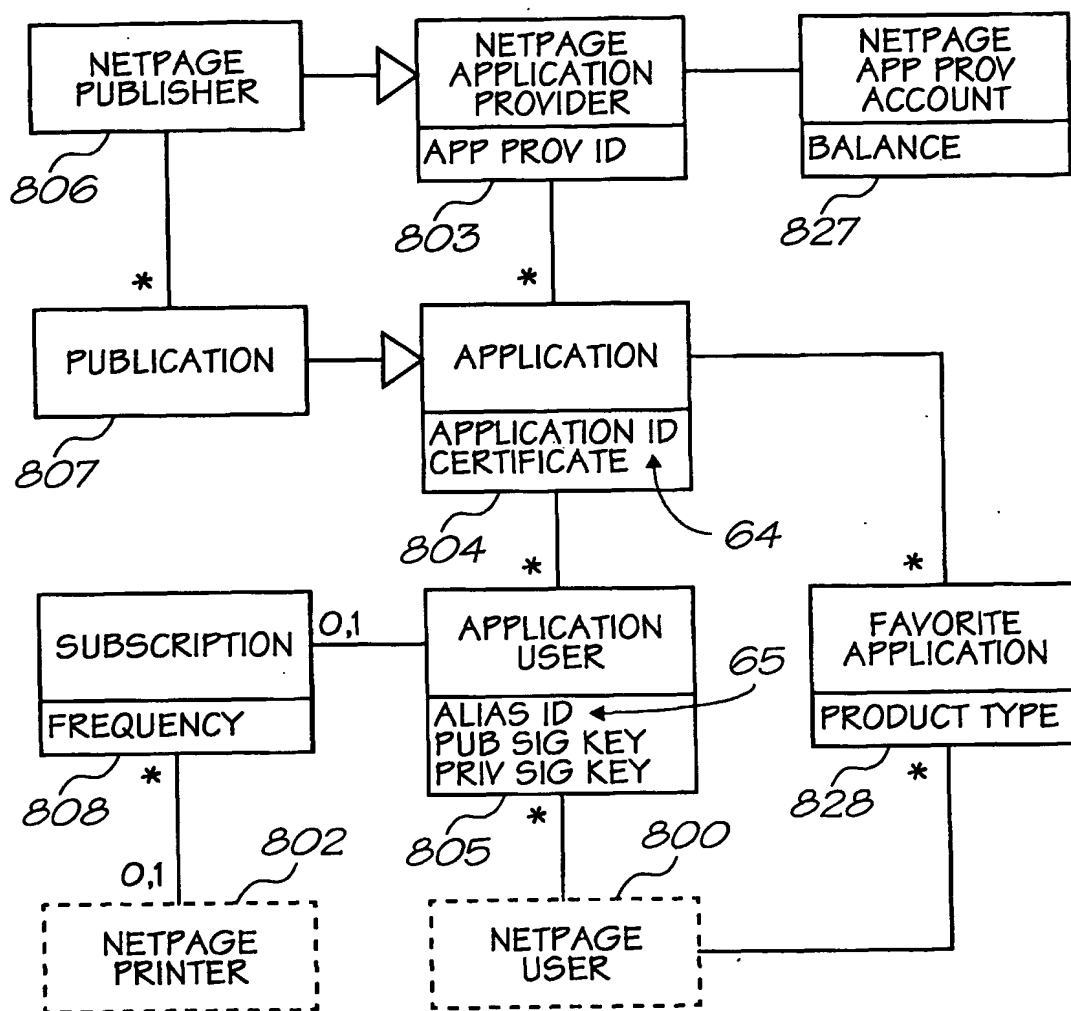 NETPAGE
PUBLISHER
806
NETPAGE
APPLICATION
PROVIDER
APP PROV ID
803
NETPAGE
APP PROV
ACCOUNT
BALANCE
827
*
*
PUBLICATION
807
APPLICATION
APPLICATION ID
CERTIFICATE
804
64
*
*
SUBSCRIPTION
FREQUENCY
808
0,1
APPLICATION
USER
ALIAS ID
PUB SIG KEY
PRIV SIG KEY
805
65
FAVORITE
APPLICATION
PRODUCT TYPE
828
*
*
*
0,1
802
NETPAGE
PRINTER
800
NETPAGE
USER